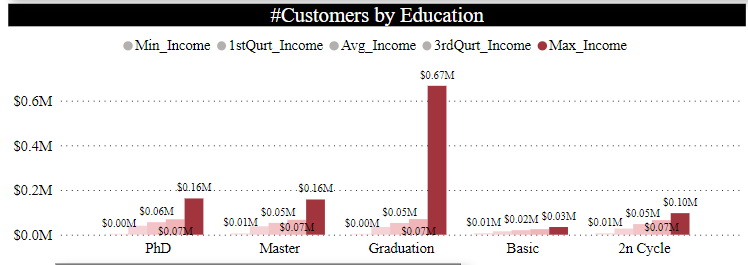 #Customers by Education
Min_Income 1stQurt_Income Avg_Income 3rdQurt_Income Max_Income
$0.67M
$0.6M
$0.4M
$0.2M
$0.16M $0.16M
$0.10M
$0.06M $0.05M $0.05M $0.05M
$0.00M $0.01M $0.00M $0.01M $0.02M $0.03M $0.01M
$0.07M $0.07M $0.07M $0.07M
$0.0M
PhD Master Graduation Basic 2n Cycle